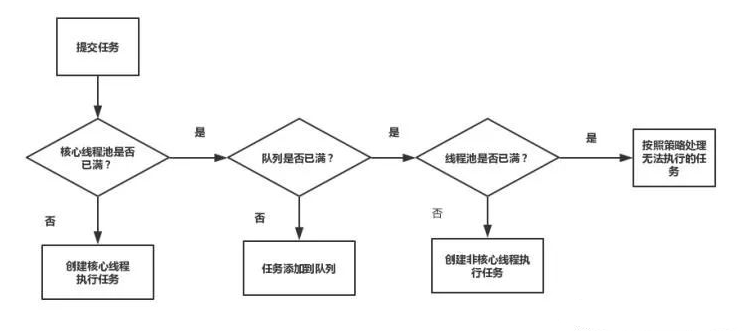 提交任务
核心线程池是否
已满？
是
队列是否已满？
是
线程池是否已满？
是
按照策略处理
无法执行的任
务
否
创建核心线程
执行任务
否
任务添加到队列
否
创建非核心线程执
行任务